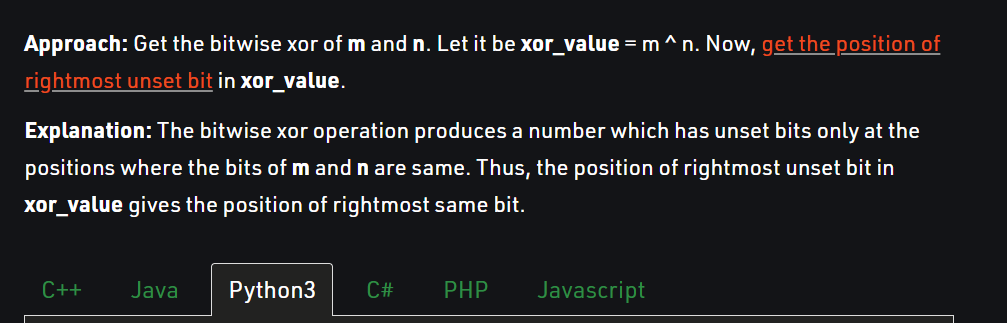 Approach: Get the bitwise xor of m and n. Let it be xor_value = m ^ n. Now, get the position of
rightmost unset bit in xor_value.
Explanation: The bitwise xor operation produces a number which has unset bits only at the
positions where the bits of m and n are same. Thus, the position of rightmost unset bit in
xor_value gives the position of rightmost same bit.
C++ Java Python3 C# PHP Javascript